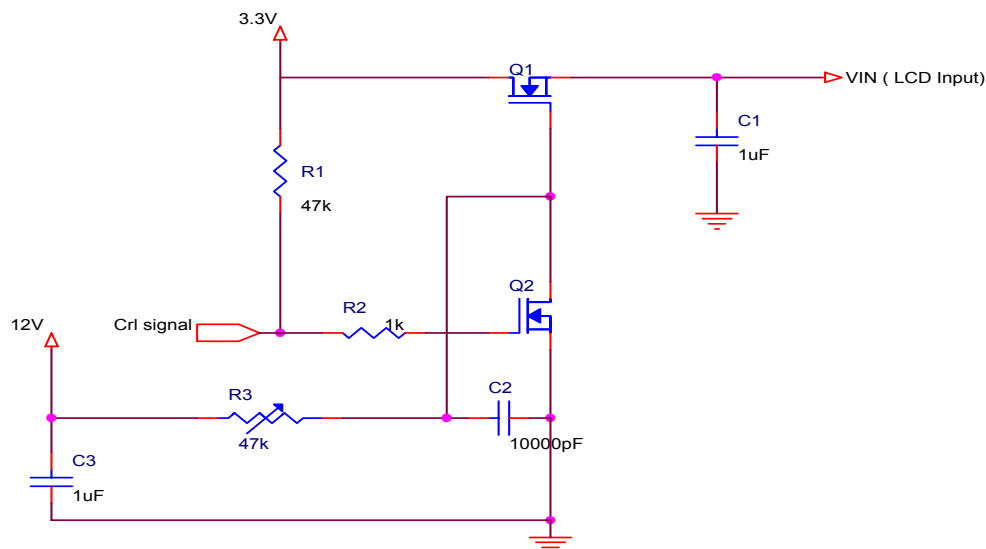 3.3V
Q1
VIN ( LCD Input)
C1
1uF
R1
47k
Q2
R2
1k
12V
Crl signal
R3
47k
C2
10000pF
C3
1uF